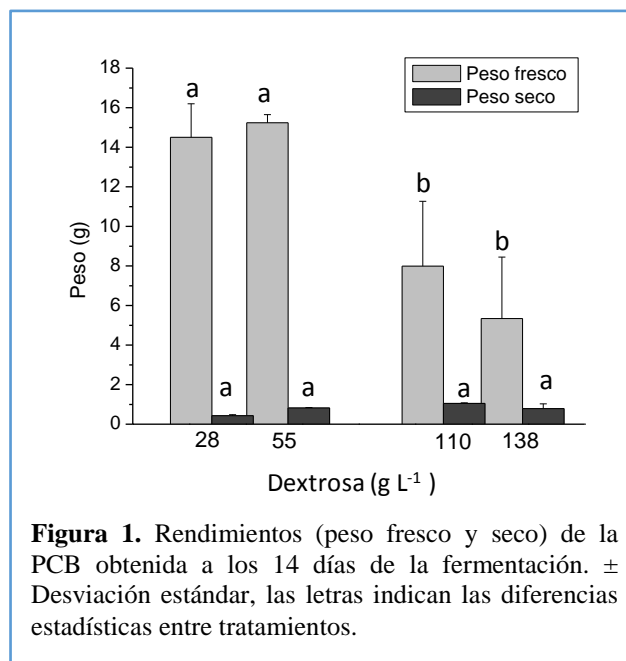 18
16
14
12
10
8
6
4
2
0
Peso (g)
Peso fresco
Peso seco
a
a
b
b
a
a
a
a
28
55
110
138
Dextrosa (g L⁻¹ )
Figura 1. Rendimientos (peso fresco y seco) de la
PCB obtenida a los 14 días de la fermentación. ±
Desviación estándar, las letras indican las diferencias
estadísticas entre tratamientos.